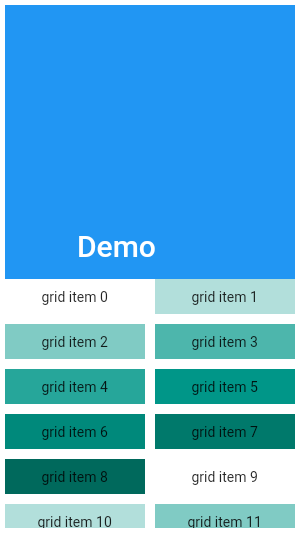 Demo
grid item 0
grid item 1
grid item 2
grid item 3
grid item 4
grid item 5
grid item 6
grid item 7
grid item 8
grid item 9
grid item 10
grid item 11